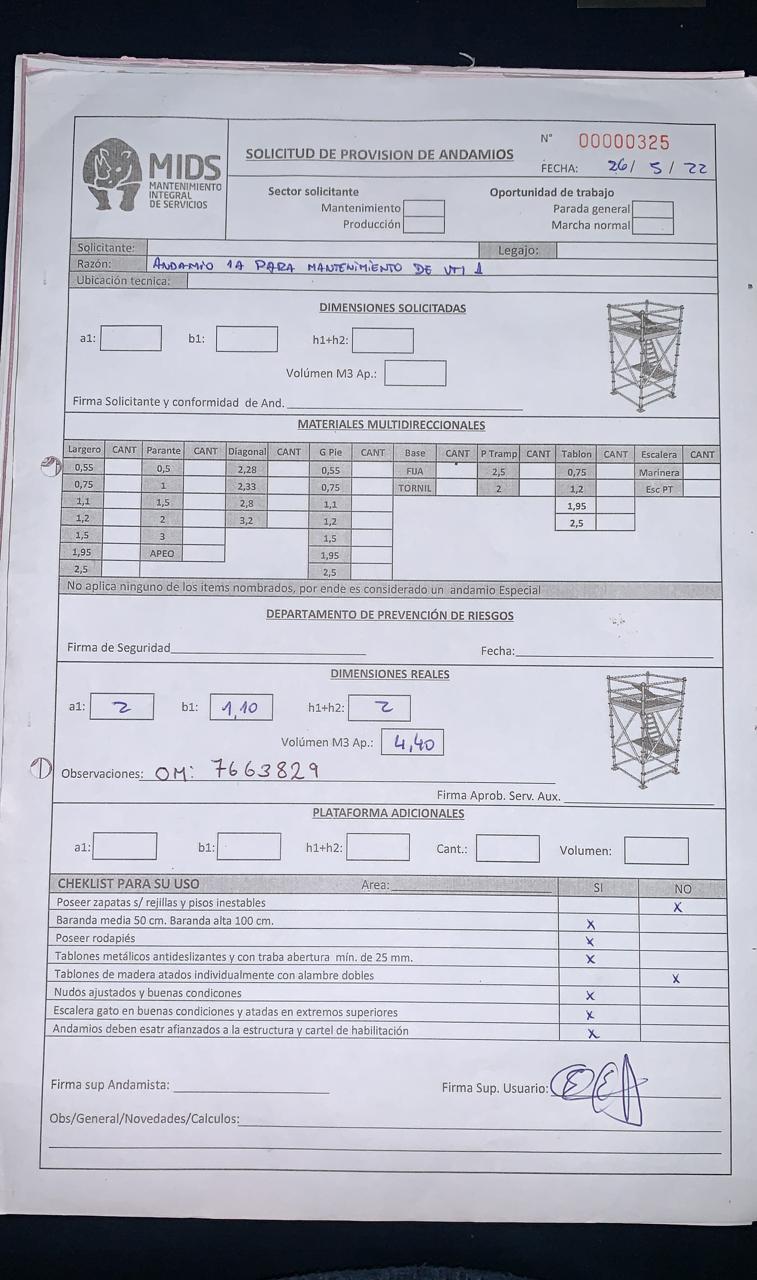 MIDS
MANTENIMIENTO
INTEGRAL
DE SERVICIOS
SOLICITUD DE PROVISION DE ANDAMIOS
N° 00000325
FECHA: 26/ 5 / 22
Sector solicitante
Mantenimiento
Producción
Oportunidad de trabajo
Parada general
Marcha normal
Solicitante: Legajo:
Razón: ANDAMIO 1A PARA MANTENIMIENTO DE VTI 1
Ubicación tecnica:
DIMENSIONES SOLICITADAS
a1: b1: h1+h2:
Volúmen M3 Ap.:
Firma Solicitante y conformidad de And.
MATERIALES MULTIDIRECCIONALES
Largero CANT Parante CANT Diagonal CANT G Pie CANT Base CANT P Tramp CANT Tablon CANT Escalera CANT
0,55 0,5 2,28 0,55 FIJA 2,5 0,75 Marinera
0,75 1 2,33 0,75 TORNIL 2 1,2 Esc PT
1,1 1,5 2,8 1,1 1,95
1,2 2 3,2 1,2 2,5
1,5 3 1,5
1,95 APEO 1,95
2,5 2,5
No aplica ninguno de los items nombrados, por ende es considerado un andamio Especial
DEPARTAMENTO DE PREVENCIÓN DE RIESGOS
Firma de Seguridad Fecha:
DIMENSIONES REALES
a1: 2 b1: 1,10 h1+h2: 2
Volúmen M3 Ap.: 4,40
Observaciones: OM: 7663829
Firma Aprob. Serv. Aux.
PLATAFORMA ADICIONALES
a1: b1: h1+h2: Cant.: Volumen:
CHEKLIST PARA SU USO Area: SI NO
Poseer zapatas s/ rejillas y pisos inestables X
Baranda media 50 cm. Baranda alta 100 cm. X
Poseer rodapiés X
Tablones metálicos antideslizantes y con traba abertura mín. de 25 mm. X
Tablones de madera atados individualmente con alambre dobles X
Nudos ajustados y buenas condicones X
Escalera gato en buenas condiciones y atadas en extremos superiores X
Andamios deben esatr afianzados a la estructura y cartel de habilitación X
Firma sup Andamista: Firma Sup. Usuario:
Obs/General/Novedades/Calculos: